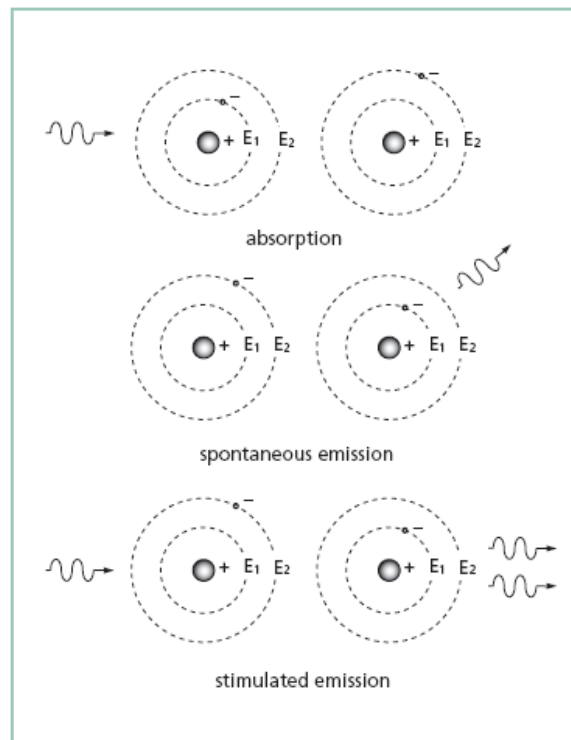 − −
+ E₁ E₂ + E₁ E₂
absorption
− −
+ E₁ E₂ + E₁ E₂
spontaneous emission
− −
+ E₁ E₂ + E₁ E₂
stimulated emission